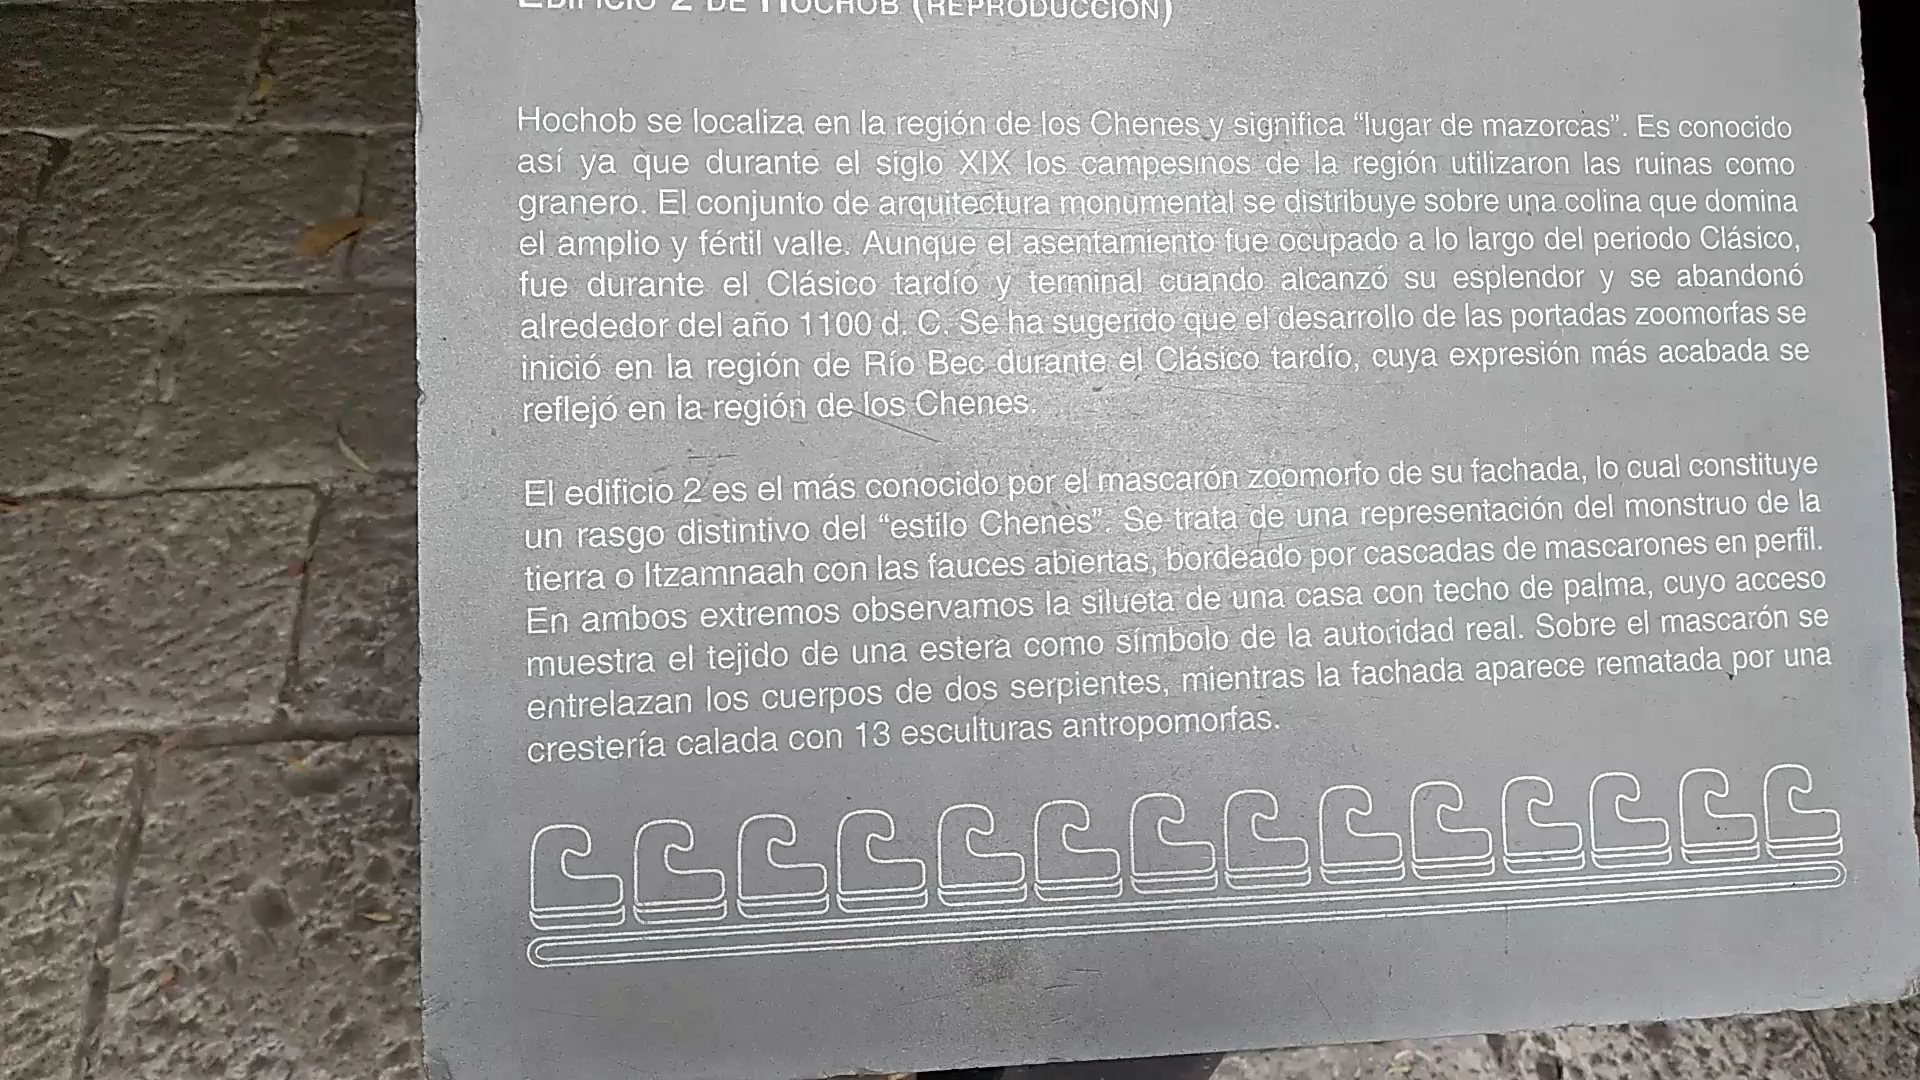 EDIFICIO 2 DE HOCHOB (REPRODUCCIÓN)
Hochob se localiza en la región de los Chenes y significa “lugar de mazorcas”. Es conocido
así ya que durante el siglo XIX los campesinos de la región utilizaron las ruinas como
granero. El conjunto de arquitectura monumental se distribuye sobre una colina que domina
el amplio y fértil valle. Aunque el asentamiento fue ocupado a lo largo del periodo Clásico,
fue durante el Clásico tardío y terminal cuando alcanzó su esplendor y se abandonó
alrededor del año 1100 d. C. Se ha sugerido que el desarrollo de las portadas zoomorfas se
inició en la región de Río Bec durante el Clásico tardío, cuya expresión más acabada se
reflejó en la región de los Chenes.
El edificio 2 es el más conocido por el mascarón zoomorfo de su fachada, lo cual constituye
un rasgo distintivo del “estilo Chenes”. Se trata de una representación del monstruo de la
tierra o Itzamnaah con las fauces abiertas, bordeado por cascadas de mascarones en perfil.
En ambos extremos observamos la silueta de una casa con techo de palma, cuyo acceso
muestra el tejido de una estera como símbolo de la autoridad real. Sobre el mascarón se
entrelazan los cuerpos de dos serpientes, mientras la fachada aparece rematada por una
crestería calada con 13 esculturas antropomorfas.